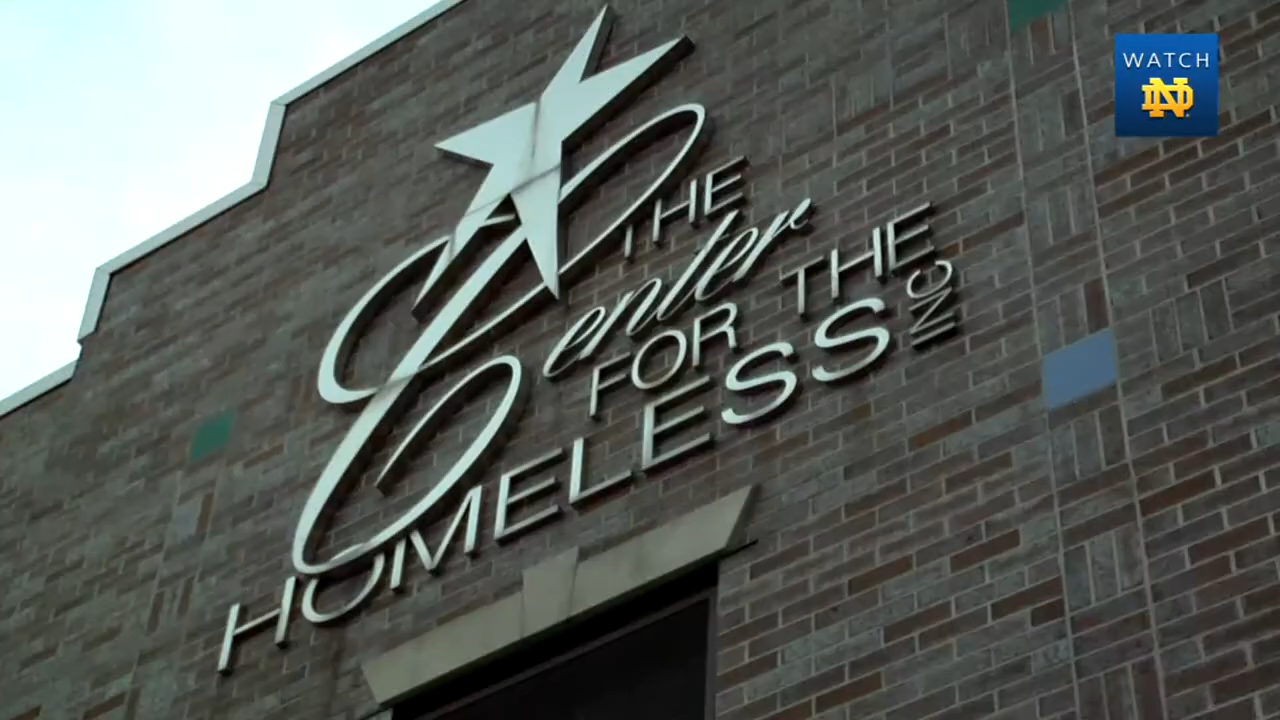 WATCH
ND
THE
Center
FOR THE
HOMELESS INC